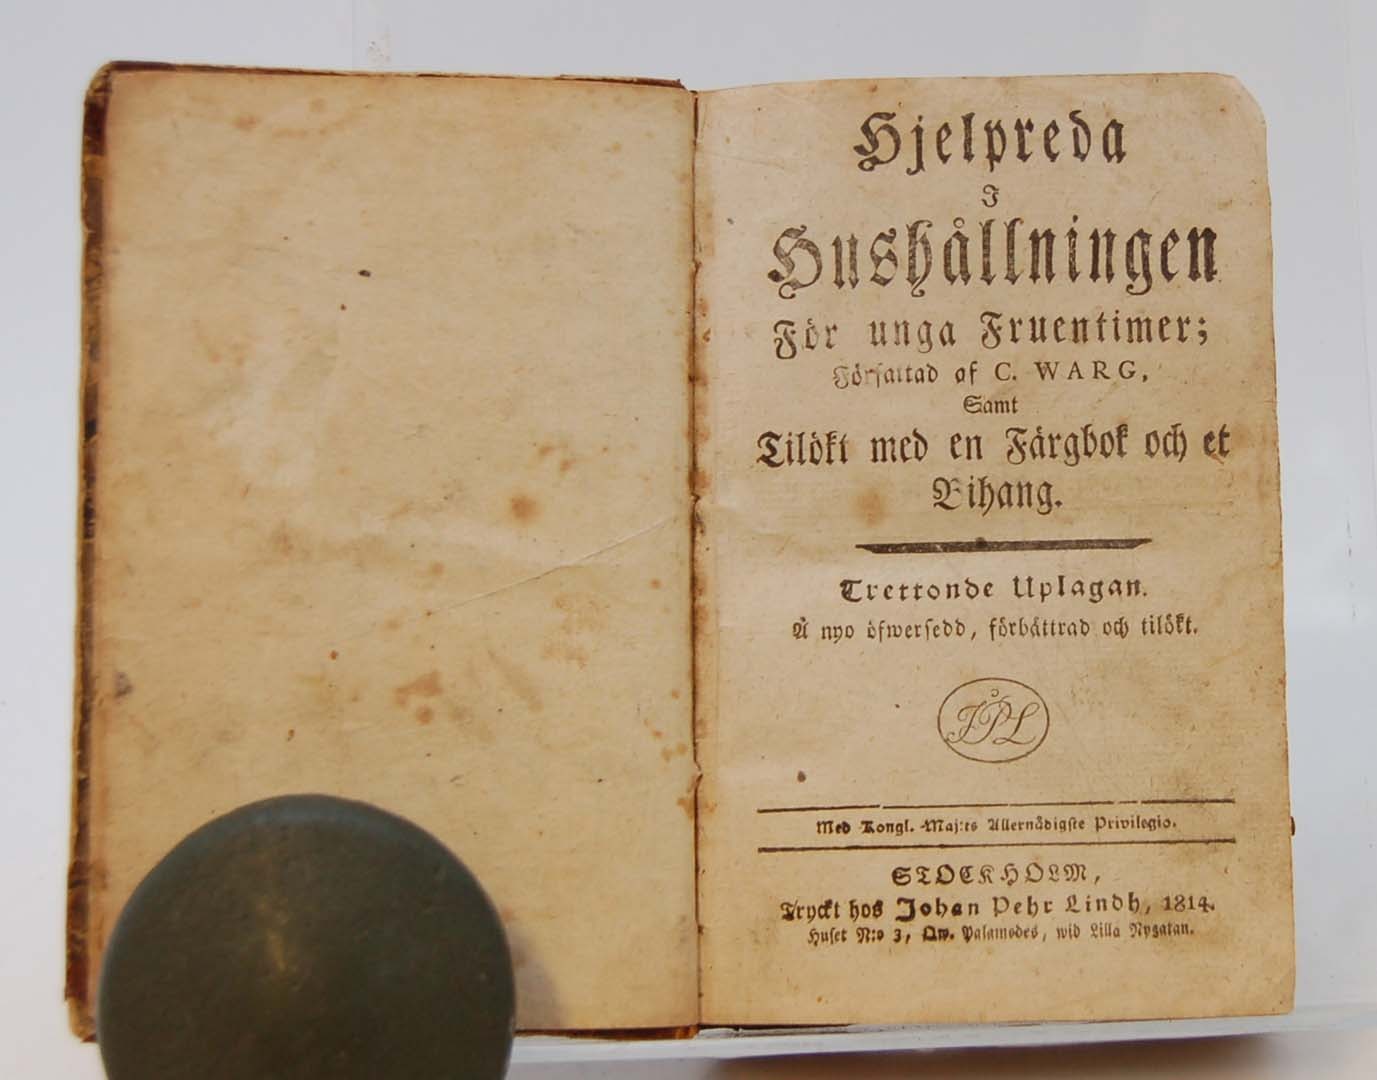 Hjelpreda
I
Hushållningen
För unga Fruentimer;
Författad af C. WARG,
Samt
Tilökt med en Färgbok och et
Bihang.
Trettonde Uplagan.
Å nyo öfwersedd, förbättrad och tilökt.
JPL
Med Kongl. Maj:ts Allernådigste Privilegio.
STOCKHOLM,
Tryckt hos Johan Pehr Lindh, 1814.
Huset N:o 3, Qw. Palamedes, wid Lilla Nygatan.